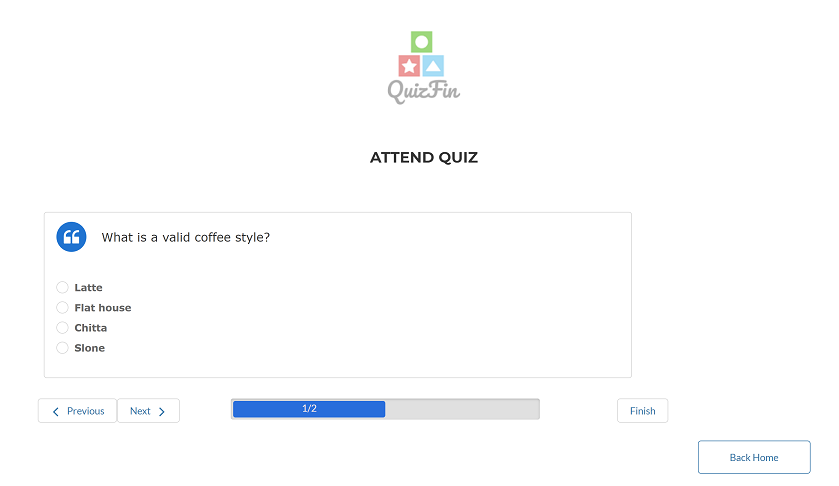 QuizFin
ATTEND QUIZ
What is a valid coffee style?
Latte
Flat house
Chitta
Slone
Previous
Next
1/2
Finish
Back Home